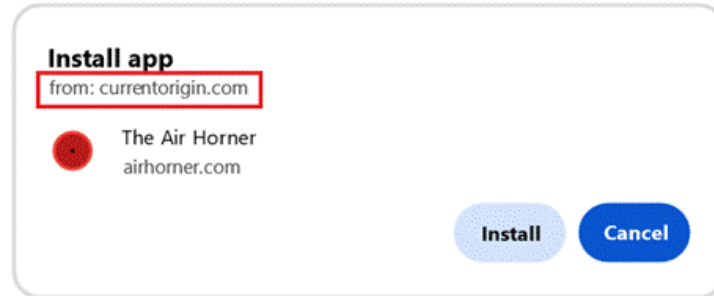 Install app
from: currentorigin.com
The Air Horner
airhorner.com
Install Cancel